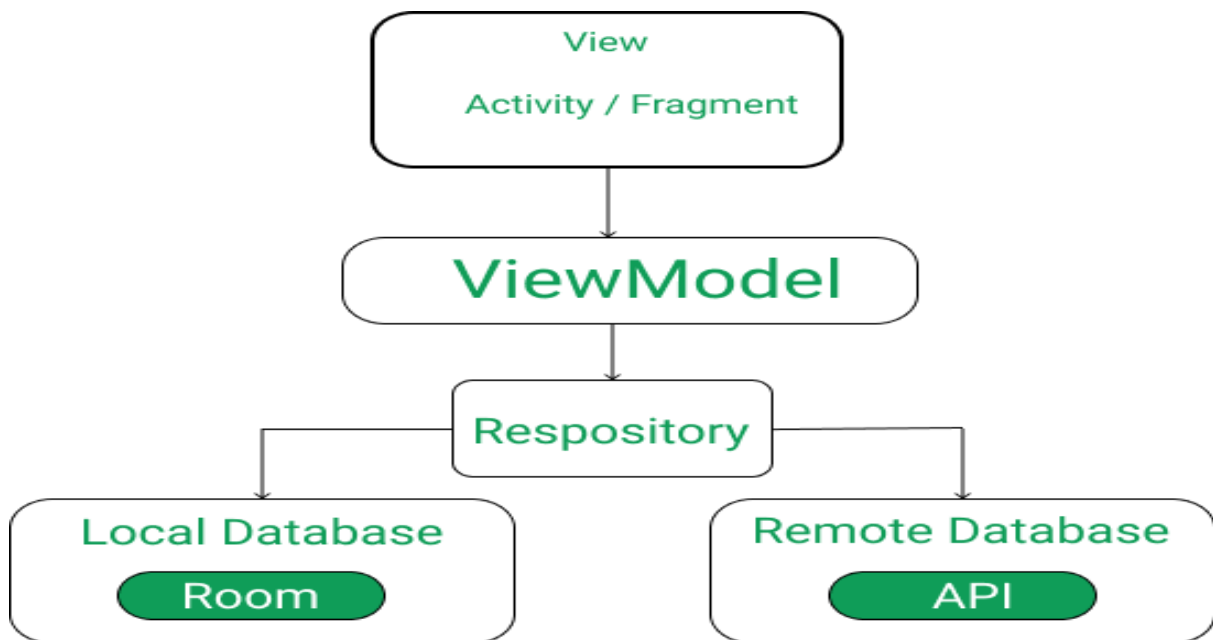 View
Activity / Fragment
ViewModel
Respository
Local Database
Room
Remote Database
API